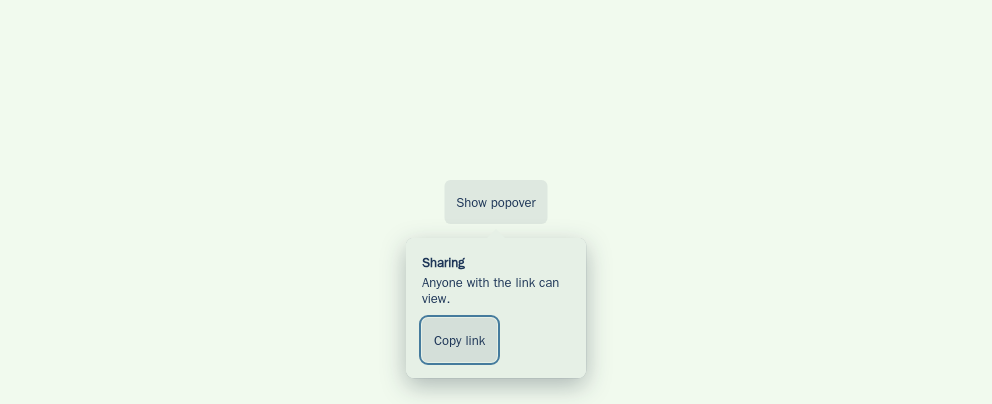 Show popover
Sharing
Anyone with the link can
view.
Copy link